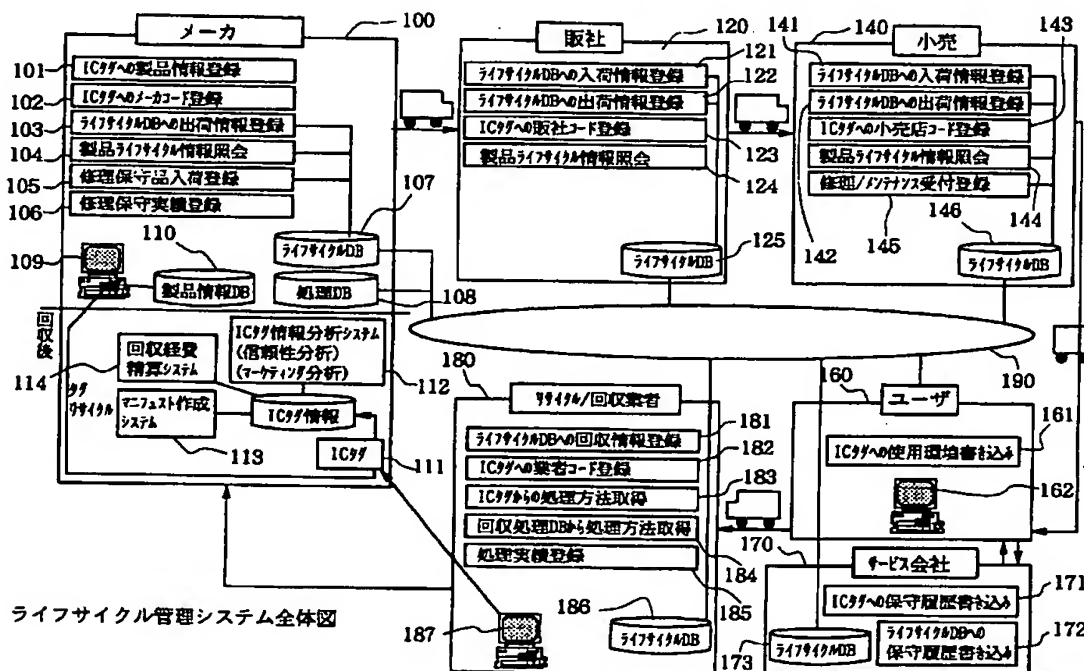 メーカ
100
101
ICタグへの製品情報登録
102
ICタグへのメーカコード登録
103
ライフサイクルDBへの出荷情報登録
104
製品ライフサイクル情報照会
105
修理保守品入荷登録
106
修理保守実績登録
107
ライフサイクルDB
109
110
製品情報DB
処理DB
108
回収後
114
回収経費
精算システム
ICタグ情報分析システム
(信頼性分析)
(マーケティング分析)
112
タグ
リサイクル
マニフェスト作成
システム
113
ICタグ情報
ICタグ
111
販社
120
121
ライフサイクルDBへの入荷情報登録
122
ライフサイクルDBへの出荷情報登録
ICタグへの販社コード登録
123
製品ライフサイクル情報照会
124
ライフサイクルDB
125
小売
140
141
143
ライフサイクルDBへの入荷情報登録
ライフサイクルDBへの出荷情報登録
ICタグへの小売店コード登録
製品ライフサイクル情報照会
修理/メンテナンス受付登録
142
145
144
146
ライフサイクルDB
190
180
リサイクル/回収業者
ライフサイクルDBへの回収情報登録
181
ICタグへの業者コード登録
182
ICタグからの処理方法取得
183
回収処理DBから処理方法取得
184
処理実績登録
185
186
ライフサイクルDB
187
160
ユーザ
161
ICタグへの使用環境書き込み
162
170
サービス会社
171
ICタグへの保守履歴書き込み
ライフサイクルDBへの
保守履歴書き込み
172
ライフサイクルDB
173
ライフサイクル管理システム全体図